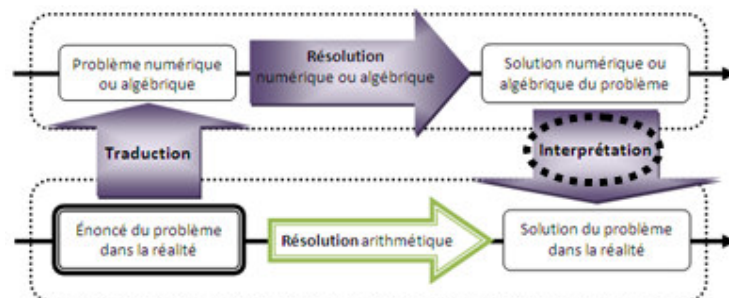 Problème numérique
ou algébrique
Résolution
numérique ou algébrique
Solution numérique ou
algébrique du problème
Traduction
Interprétation
Énoncé du problème
dans la réalité
Résolution arithmétique
Solution du problème
dans la réalité